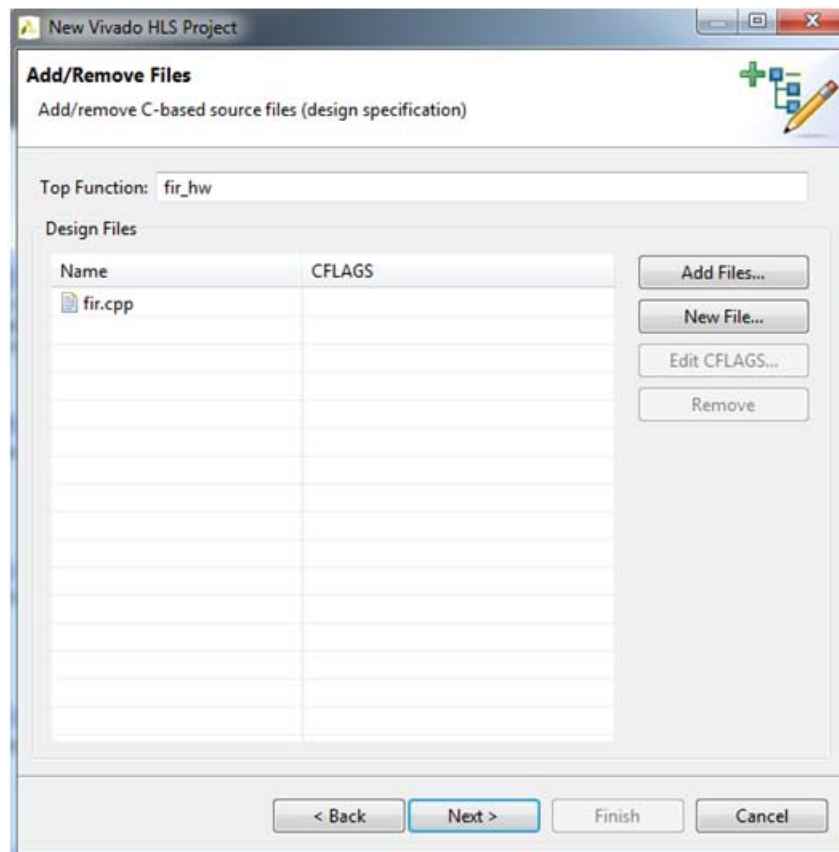 New Vivado HLS Project
Add/Remove Files
Add/remove C-based source files (design specification)
Top Function: fir_hw
Design Files
Name CFLAGS
fir.cpp
Add Files...
New File...
Edit CFLAGS...
Remove
< Back Next > Finish Cancel